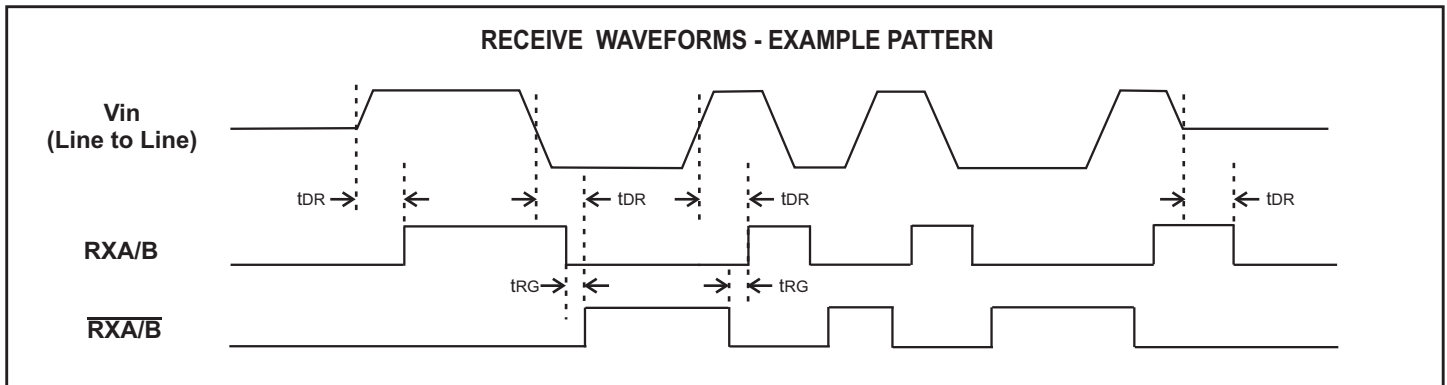 RECEIVE WAVEFORMS - EXAMPLE PATTERN
Vin
(Line to Line)
tDR tDR tDR tDR
RXA/B
tRG tRG
RXA/B